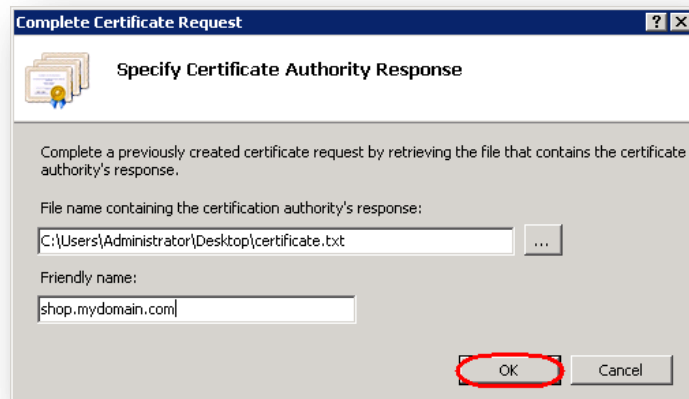 Complete Certificate Request
Specify Certificate Authority Response
Complete a previously created certificate request by retrieving the file that contains the certificate
authority's response.
File name containing the certification authority's response:
C:\Users\Administrator\Desktop\certificate.txt
...
Friendly name:
shop.mydomain.com
OK
Cancel